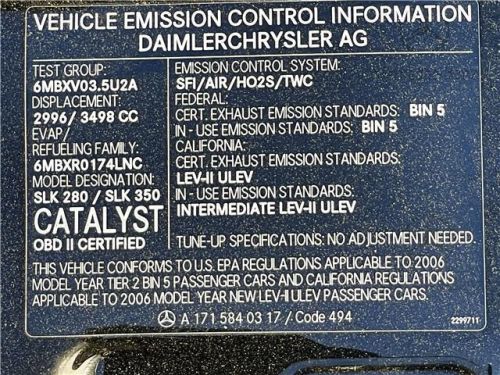 VEHICLE EMISSION CONTROL INFORMATION
DAIMLERCHRYSLER AG
TEST GROUP:
6MBXV03.5U2A
DISPLACEMENT:
2996/ 3498 CC
EVAP/
REFUELING FAMILY:
6MBXR0174LNC
MODEL DESIGNATION:
SLK 280 / SLK 350
CATALYST
OBD II CERTIFIED
EMISSION CONTROL SYSTEM:
SFI/AIR/HO2S/TWC
FEDERAL:
CERT. EXHAUST EMISSION STANDARDS: BIN 5
IN - USE EMISSION STANDARDS: BIN 5
CALIFORNIA:
CERT. EXHAUST EMISSION STANDARDS:
LEV-II ULEV
IN - USE EMISSION STANDARDS:
INTERMEDIATE LEV-II ULEV
TUNE-UP SPECIFICATIONS: NO ADJUSTMENT NEEDED.
THIS VEHICLE CONFORMS TO U.S. EPA REGULATIONS APPLICABLE TO 2006
MODEL YEAR TIER 2 BIN 5 PASSENGER CARS AND CALIFORNIA REGULATIONS
APPLICABLE TO 2006 MODEL YEAR NEW LEV-II ULEV PASSENGER CARS.
A 171 584 03 17 / Code 494
2299711